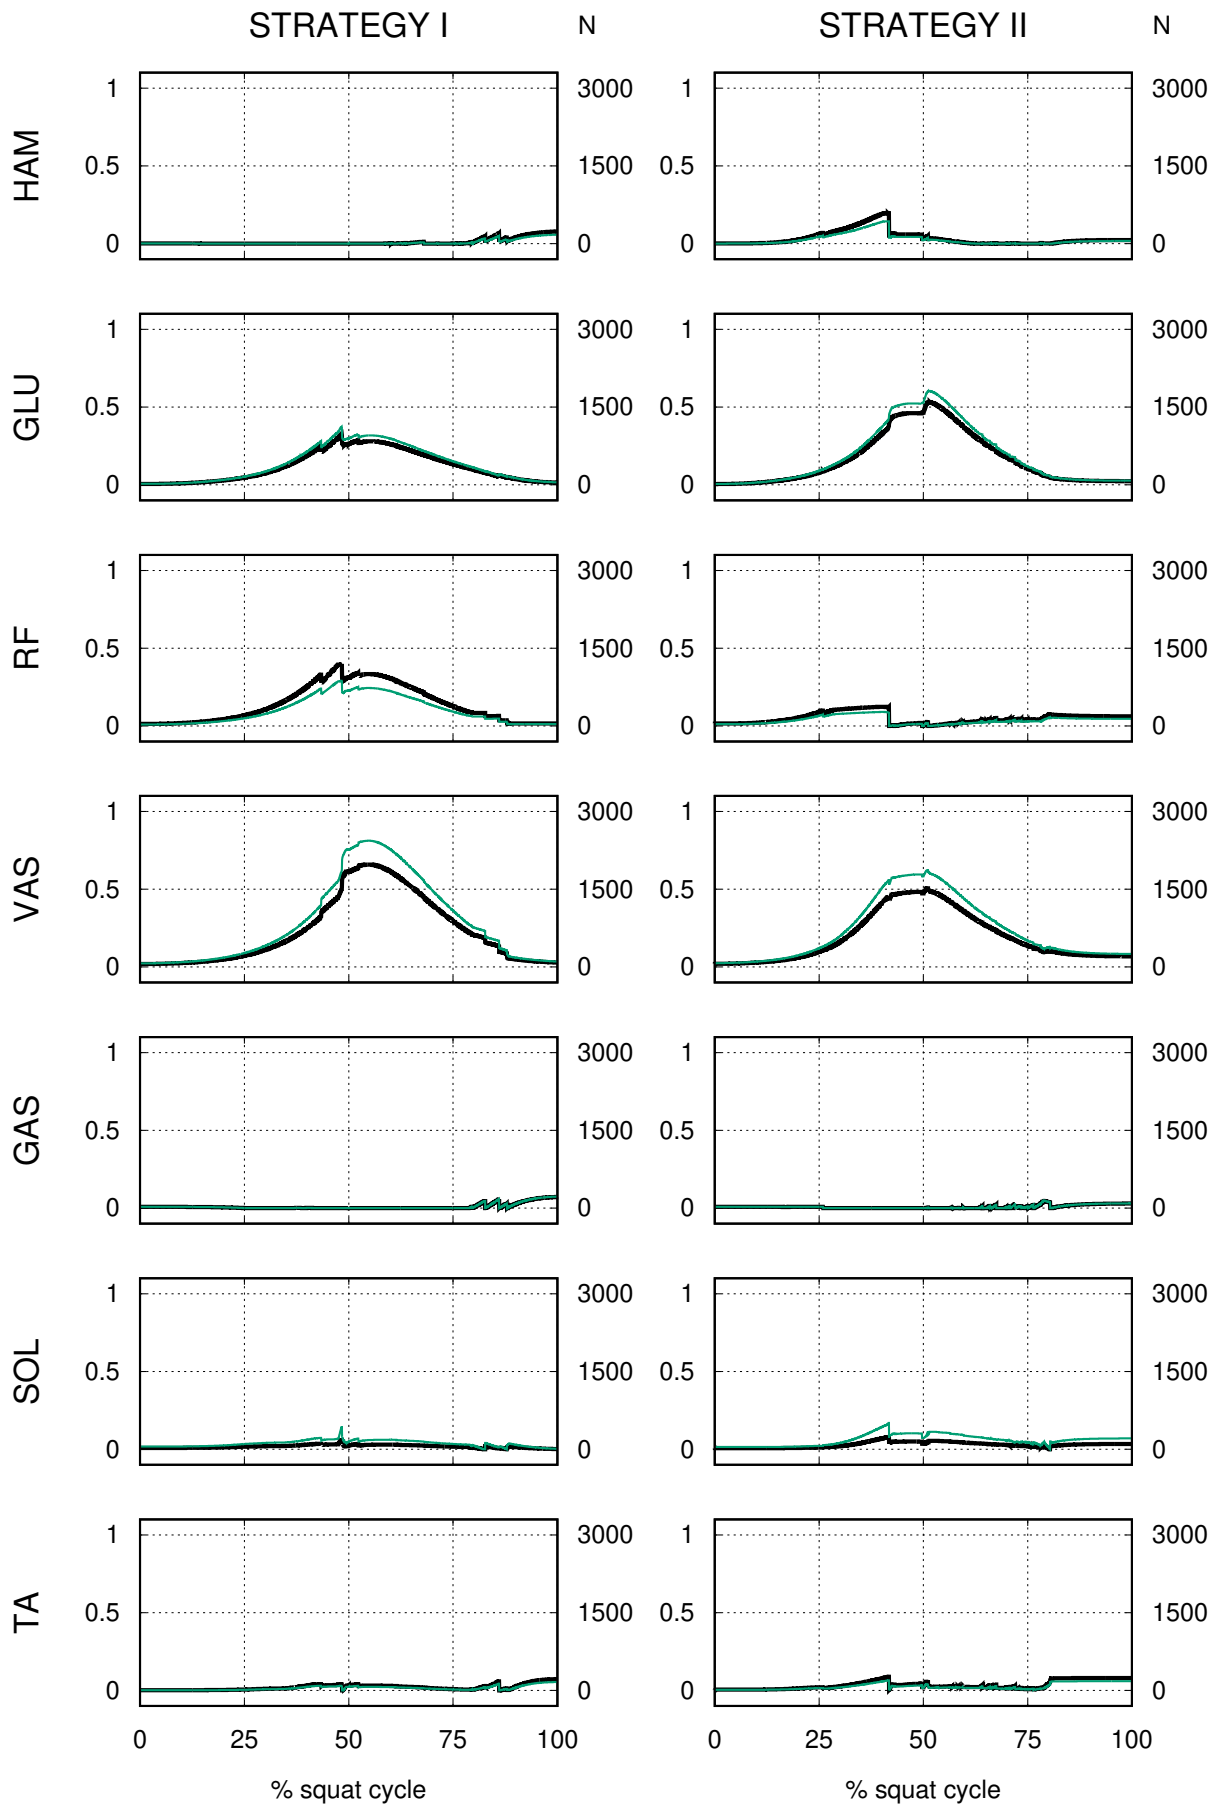 STRATEGY I N STRATEGY II N
HAM
1 3000 1 3000
0.5 1500 0.5 1500
0 0 0 0
GLU
1 3000 1 3000
0.5 1500 0.5 1500
0 0 0 0
RF
1 3000 1 3000
0.5 1500 0.5 1500
0 0 0 0
VAS
1 3000 1 3000
0.5 1500 0.5 1500
0 0 0 0
GAS
1 3000 1 3000
0.5 1500 0.5 1500
0 0 0 0
SOL
1 3000 1 3000
0.5 1500 0.5 1500
0 0 0 0
TA
1 3000 1 3000
0.5 1500 0.5 1500
0 0 0 0
0 25 50 75 100 0 25 50 75 100
% squat cycle % squat cycle